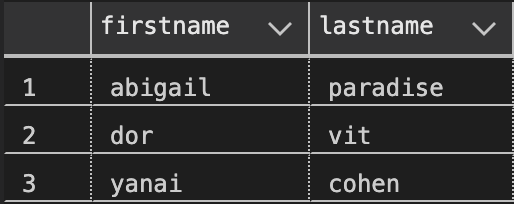 firstname lastname
1 abigail paradise
2 dor vit
3 yanai cohen